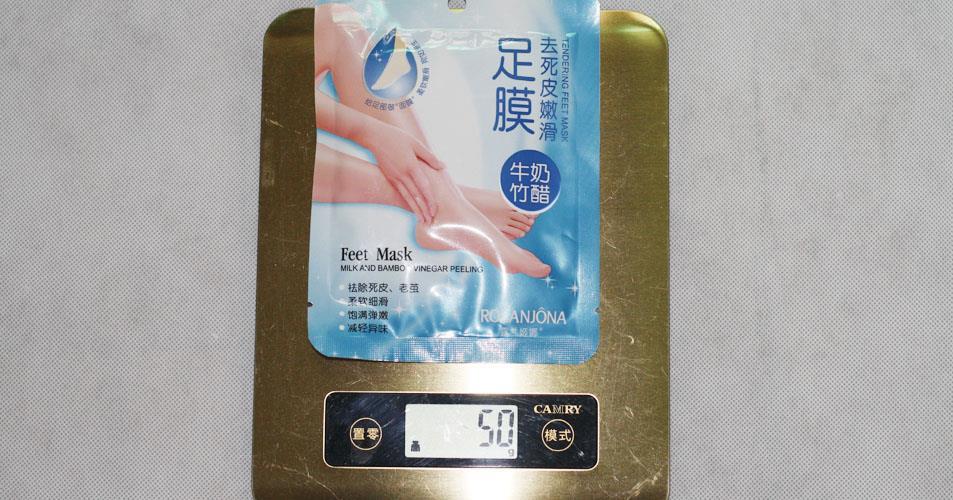 足膜
去死皮嫩滑
TENDERING FEET MASK
牛奶
竹醋
Feet Mask
MILK AND BAMBOO VINEGAR PEELING
祛除死皮、老茧
柔软细滑
饱满弹嫩
减轻异味
ROLANJONA
CAMRY
置零
50
g
模式